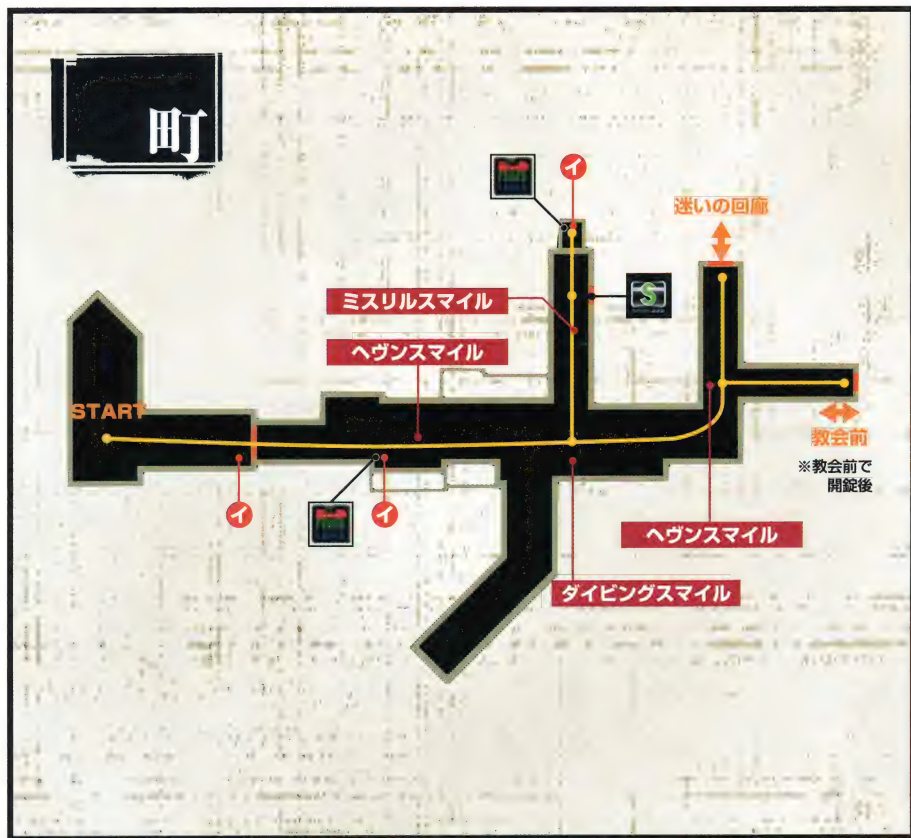 町
イ
迷いの回廊
S
ミスリルスマイル
ヘヴンスマイル
START
教会前
※教会前で
開錠後
イ
イ
ヘヴンスマイル
ダイビングスマイル